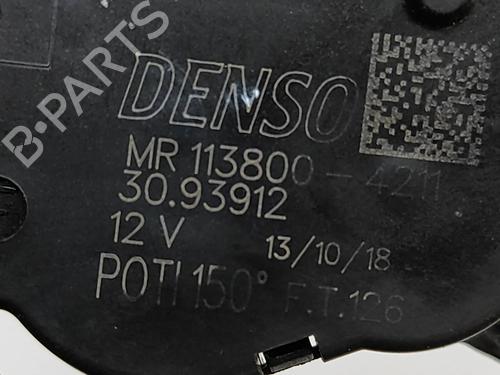 DENSO
MR 113800-4211
30.93912
12 V 13/10/18
POTI 150° F.T.126
B-PARTS